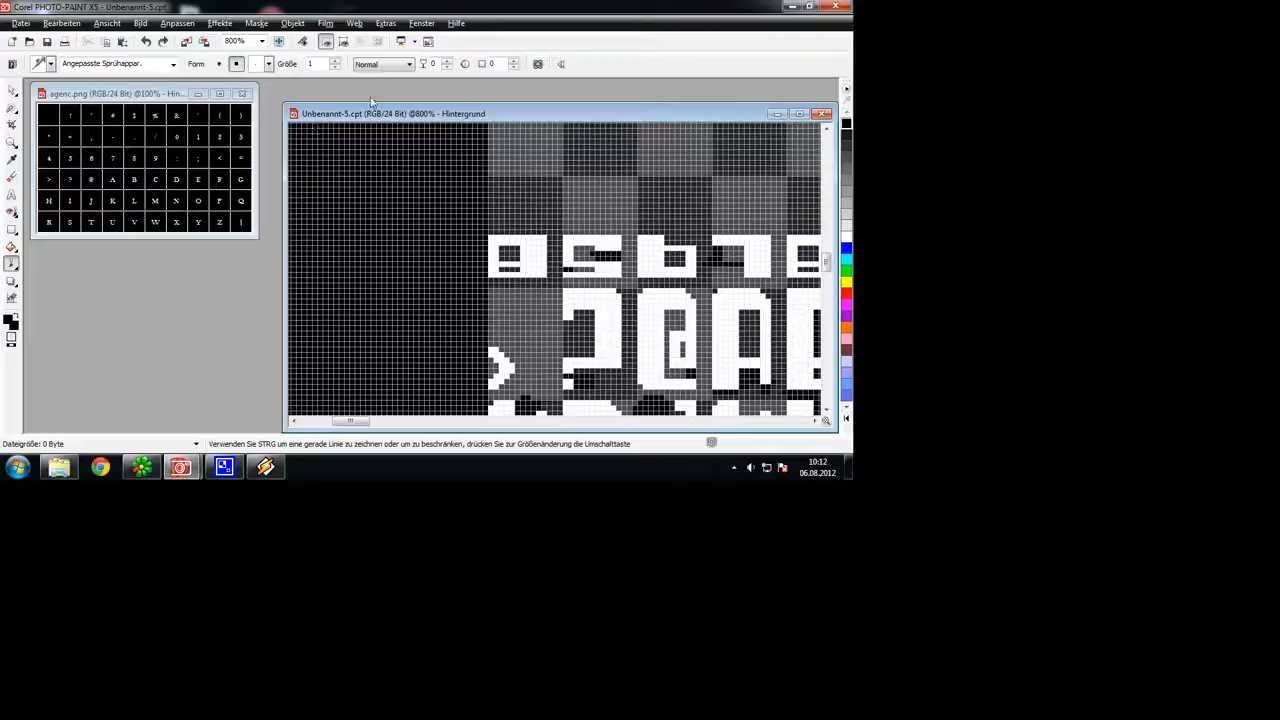 Corel PHOTO-PAINT X5 - Unbenannt-5.cpt
Datei Bearbeiten Ansicht Bild Anpassen Effekte Maske Objekt Film Web Extras Fenster Hilfe
800%
Angepasste Sprühappar. Form Größe 1 Normal 0 0
agenc.png (RGB/24 Bit) @100% - Hin...
! " # $ % & ' ( )
* + , - . / 0 1 2 3
4 5 6 7 8 9 : ; < =
> ? @ A B C D E F G
H I J K L M N O P Q
R S T U V W X Y Z [
Unbenannt-5.cpt (RGB/24 Bit) @800% - Hintergrund
Dateigröße: 0 Byte
Verwenden Sie STRG um eine gerade Linie zu zeichnen oder um zu beschränken, drücken Sie zur Größenänderung die Umschalttaste
10:12
06.08.2012